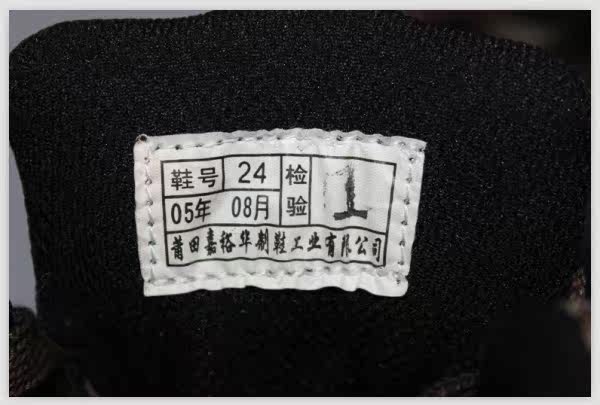 鞋号 24 检验 1
05年 08月
莆田嘉裕华制鞋工业有限公司